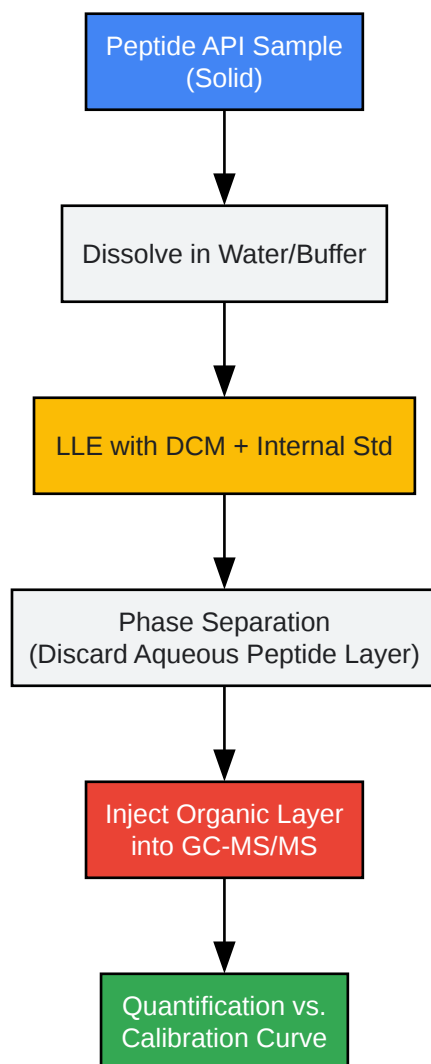 Peptide API Sample
(Solid)
Dissolve in Water/Buffer
LLE with DCM + Internal Std
Phase Separation
(Discard Aqueous Peptide Layer)
Inject Organic Layer
into GC-MS/MS
Quantification vs.
Calibration Curve